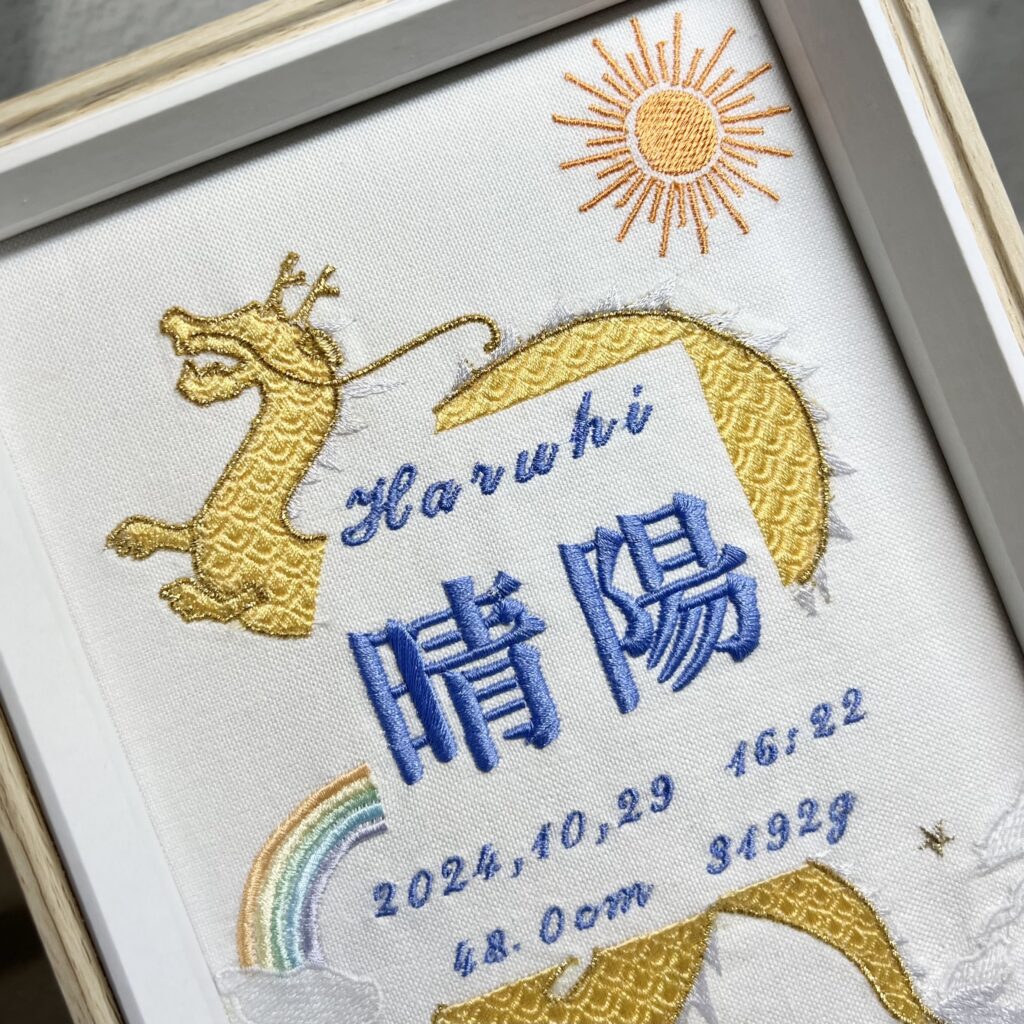 Haruhi
晴陽
2024,10,29 16:22
48.0cm 3192g